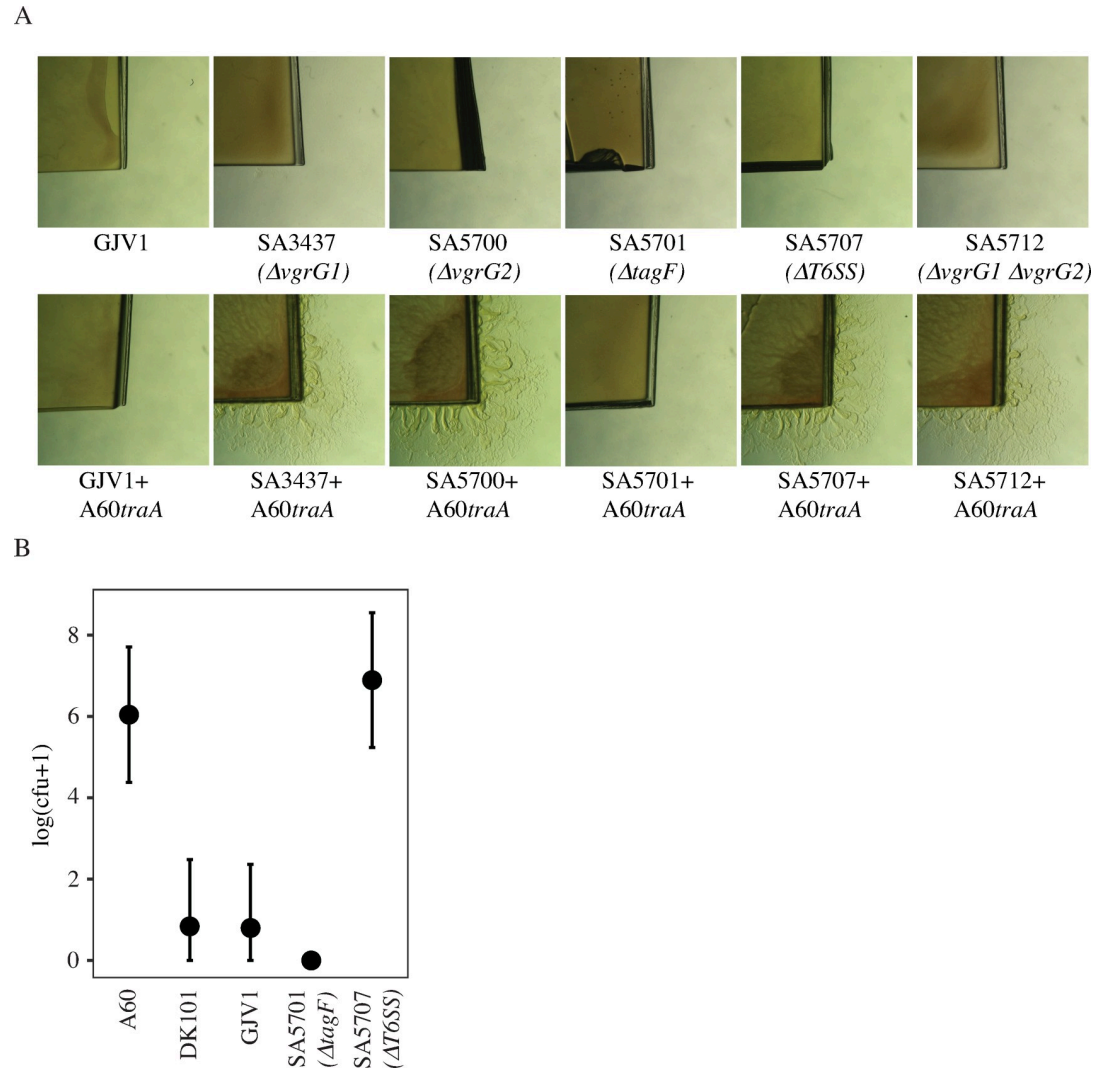 A
GJV1 SA3437 SA5700 SA5701 SA5707 SA5712
(ΔvgrG1) (ΔvgrG2) (ΔtagF) (ΔT6SS) (ΔvgrG1 ΔvgrG2)
GJV1+ SA3437+ SA5700+ SA5701+ SA5707+ SA5712+
A60traA A60traA A60traA A60traA A60traA A60traA
B
log(cfu+1)
8
6
4
2
0
A60
DK101
GJV1
SA5701
(ΔtagF)
SA5707
(ΔT6SS)